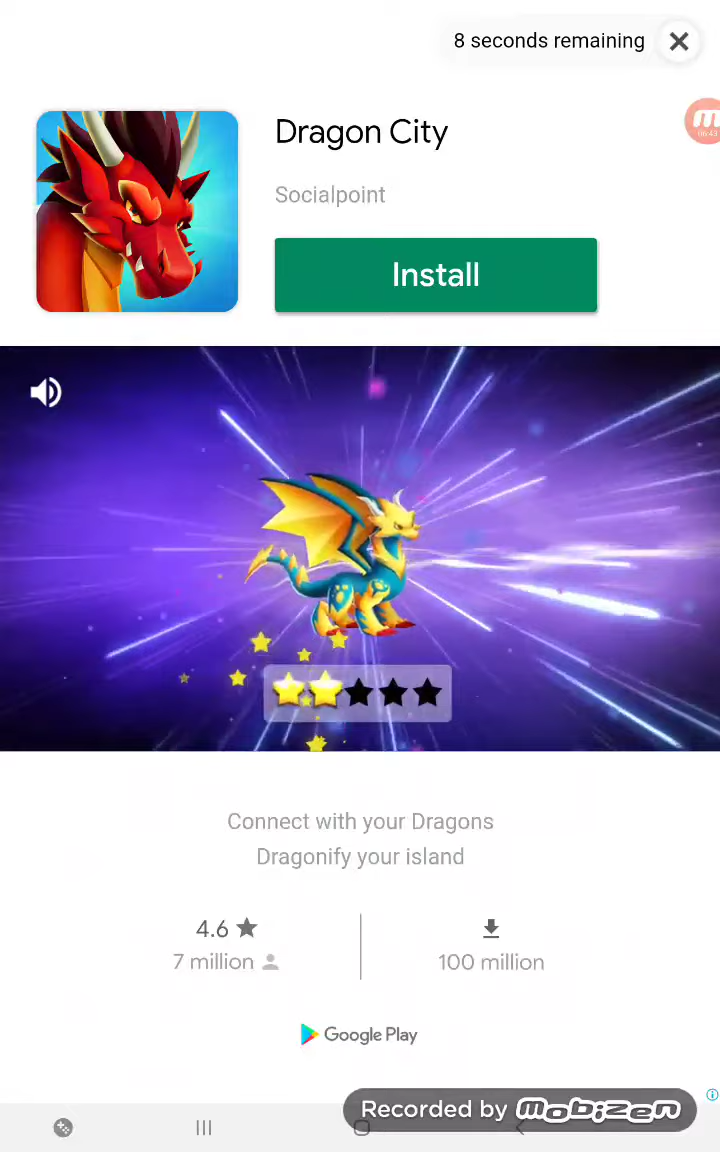 8 seconds remaining
Dragon City
Socialpoint
Install
Connect with your Dragons
Dragonify your island
4.6
7 million
100 million
Google Play
Recorded by mobizen